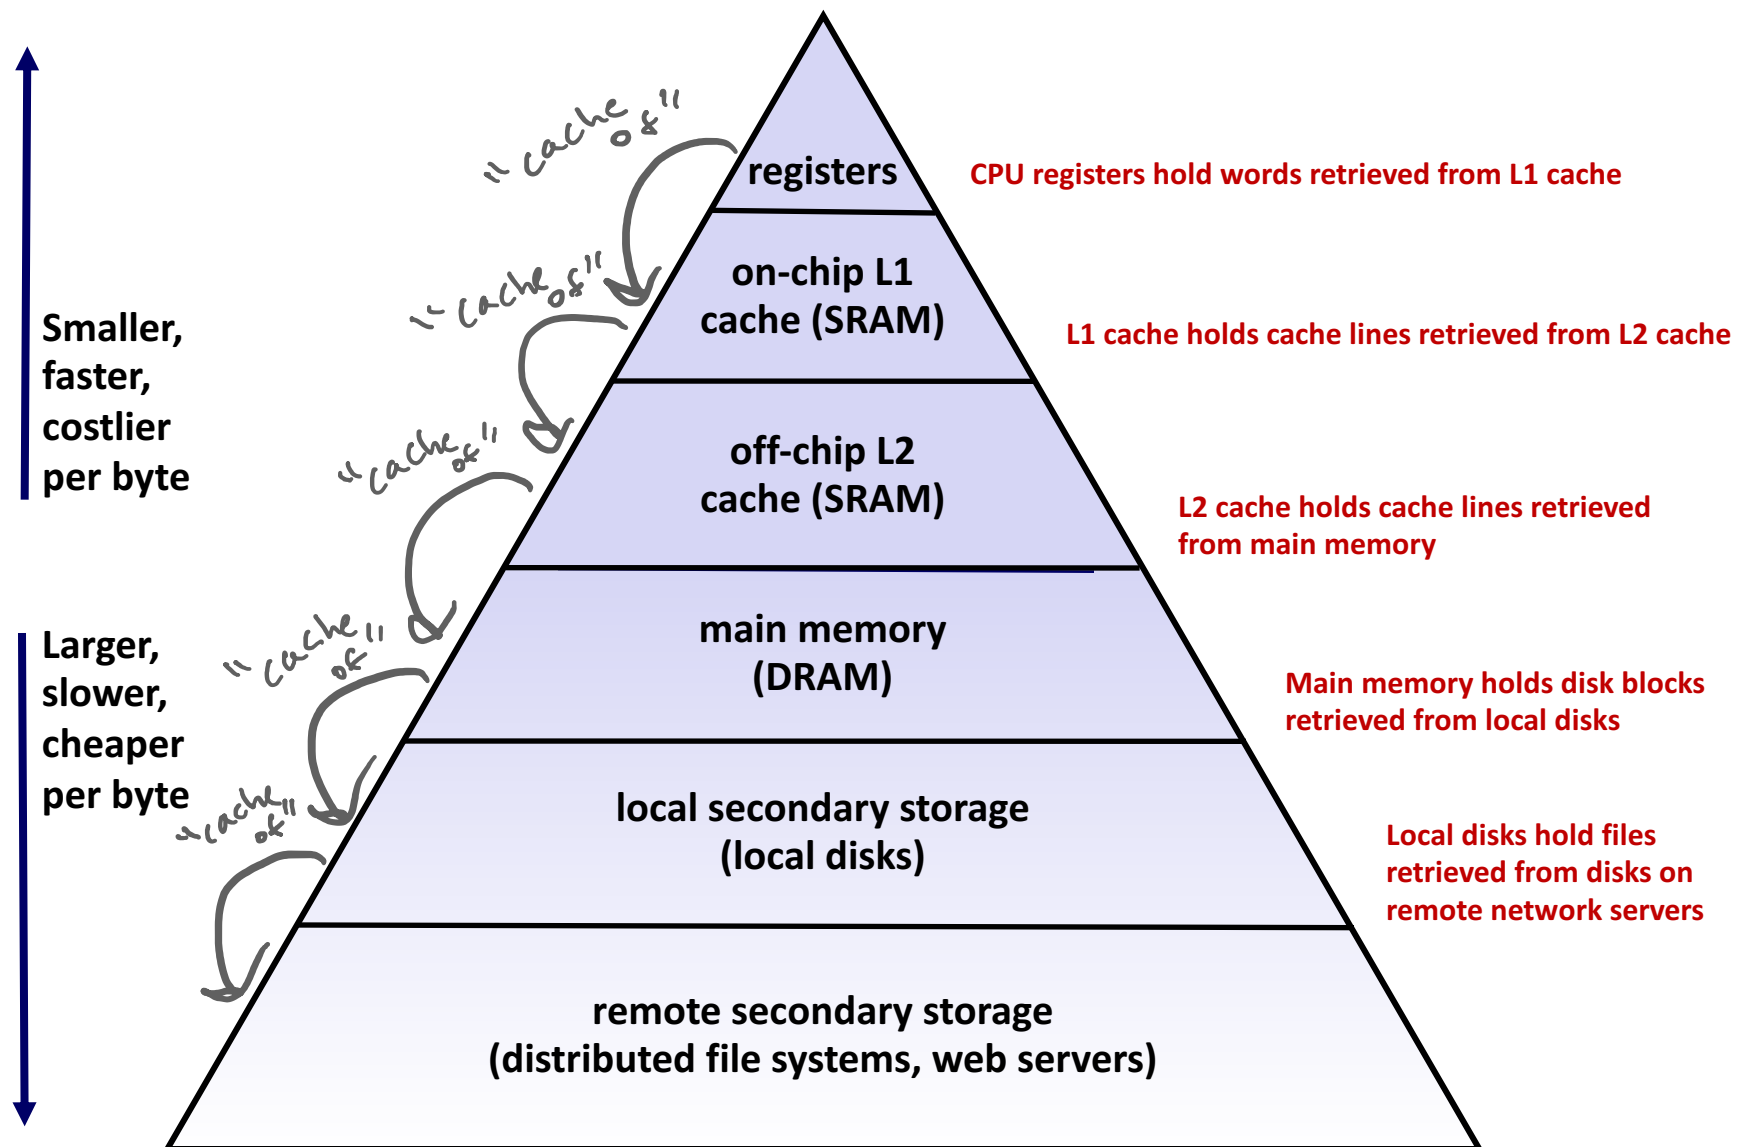 "cache
of"
registers
CPU registers hold words retrieved from L1 cache
"cache
of"
on-chip L1
cache (SRAM)
L1 cache holds cache lines retrieved from L2 cache
Smaller,
faster,
costlier
per byte
"cache
of"
off-chip L2
cache (SRAM)
L2 cache holds cache lines retrieved
from main memory
"cache
of"
main memory
(DRAM)
Main memory holds disk blocks
retrieved from local disks
Larger,
slower,
cheaper
per byte
"cache
of"
local secondary storage
(local disks)
Local disks hold files
retrieved from disks on
remote network servers
remote secondary storage
(distributed file systems, web servers)